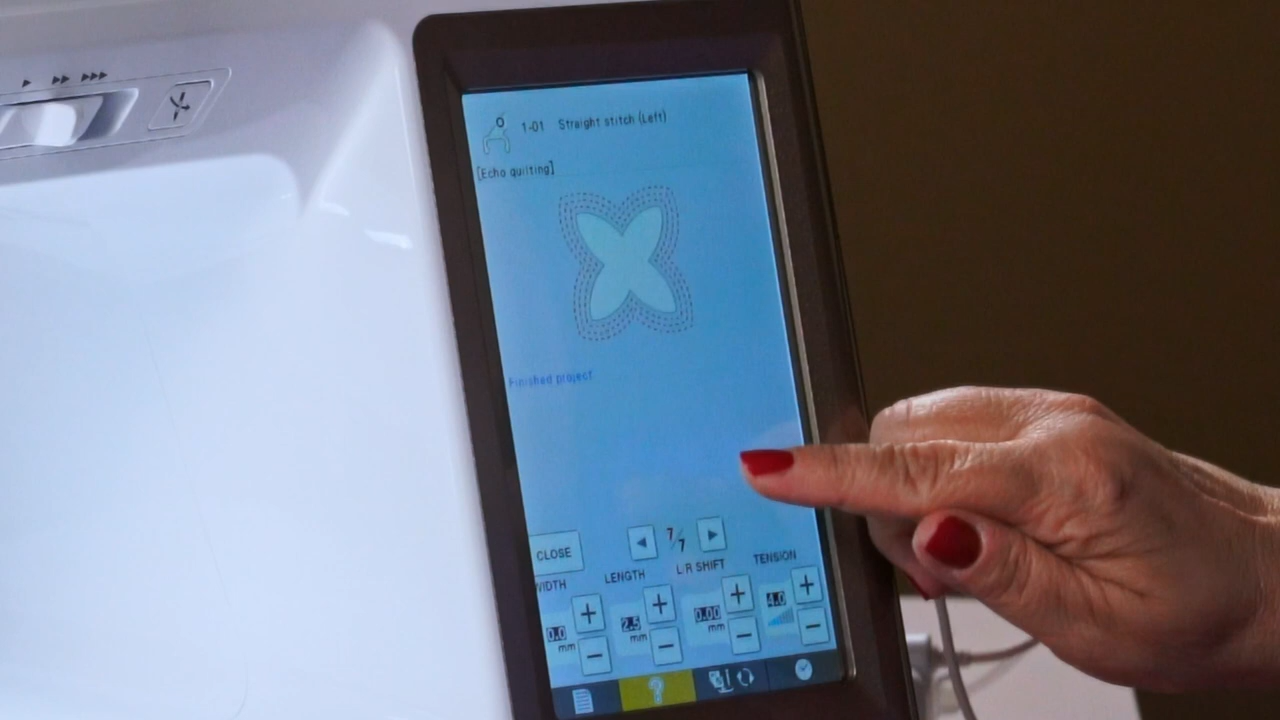 1-01 Straight stitch (Left)
[Echo quilting]
Finished project
CLOSE 7/7
WIDTH LENGTH L/R SHIFT TENSION
0.0 mm + − 2.5 mm + − 0.00 mm + − 4.0 + −
?